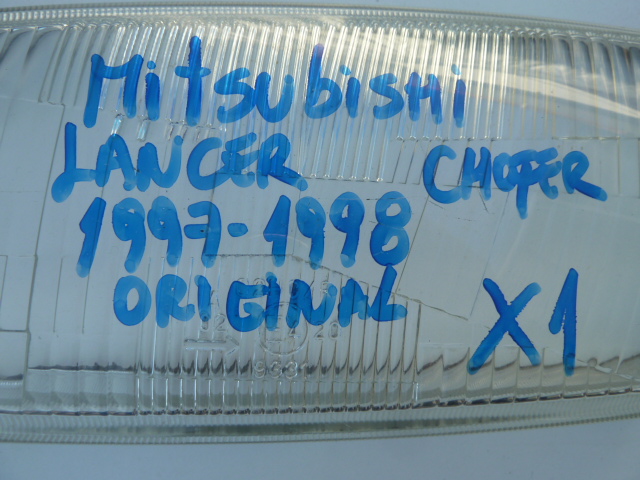 Mitsubishi
LANCER CHOFER
1997-1998
ORIGINAL X1